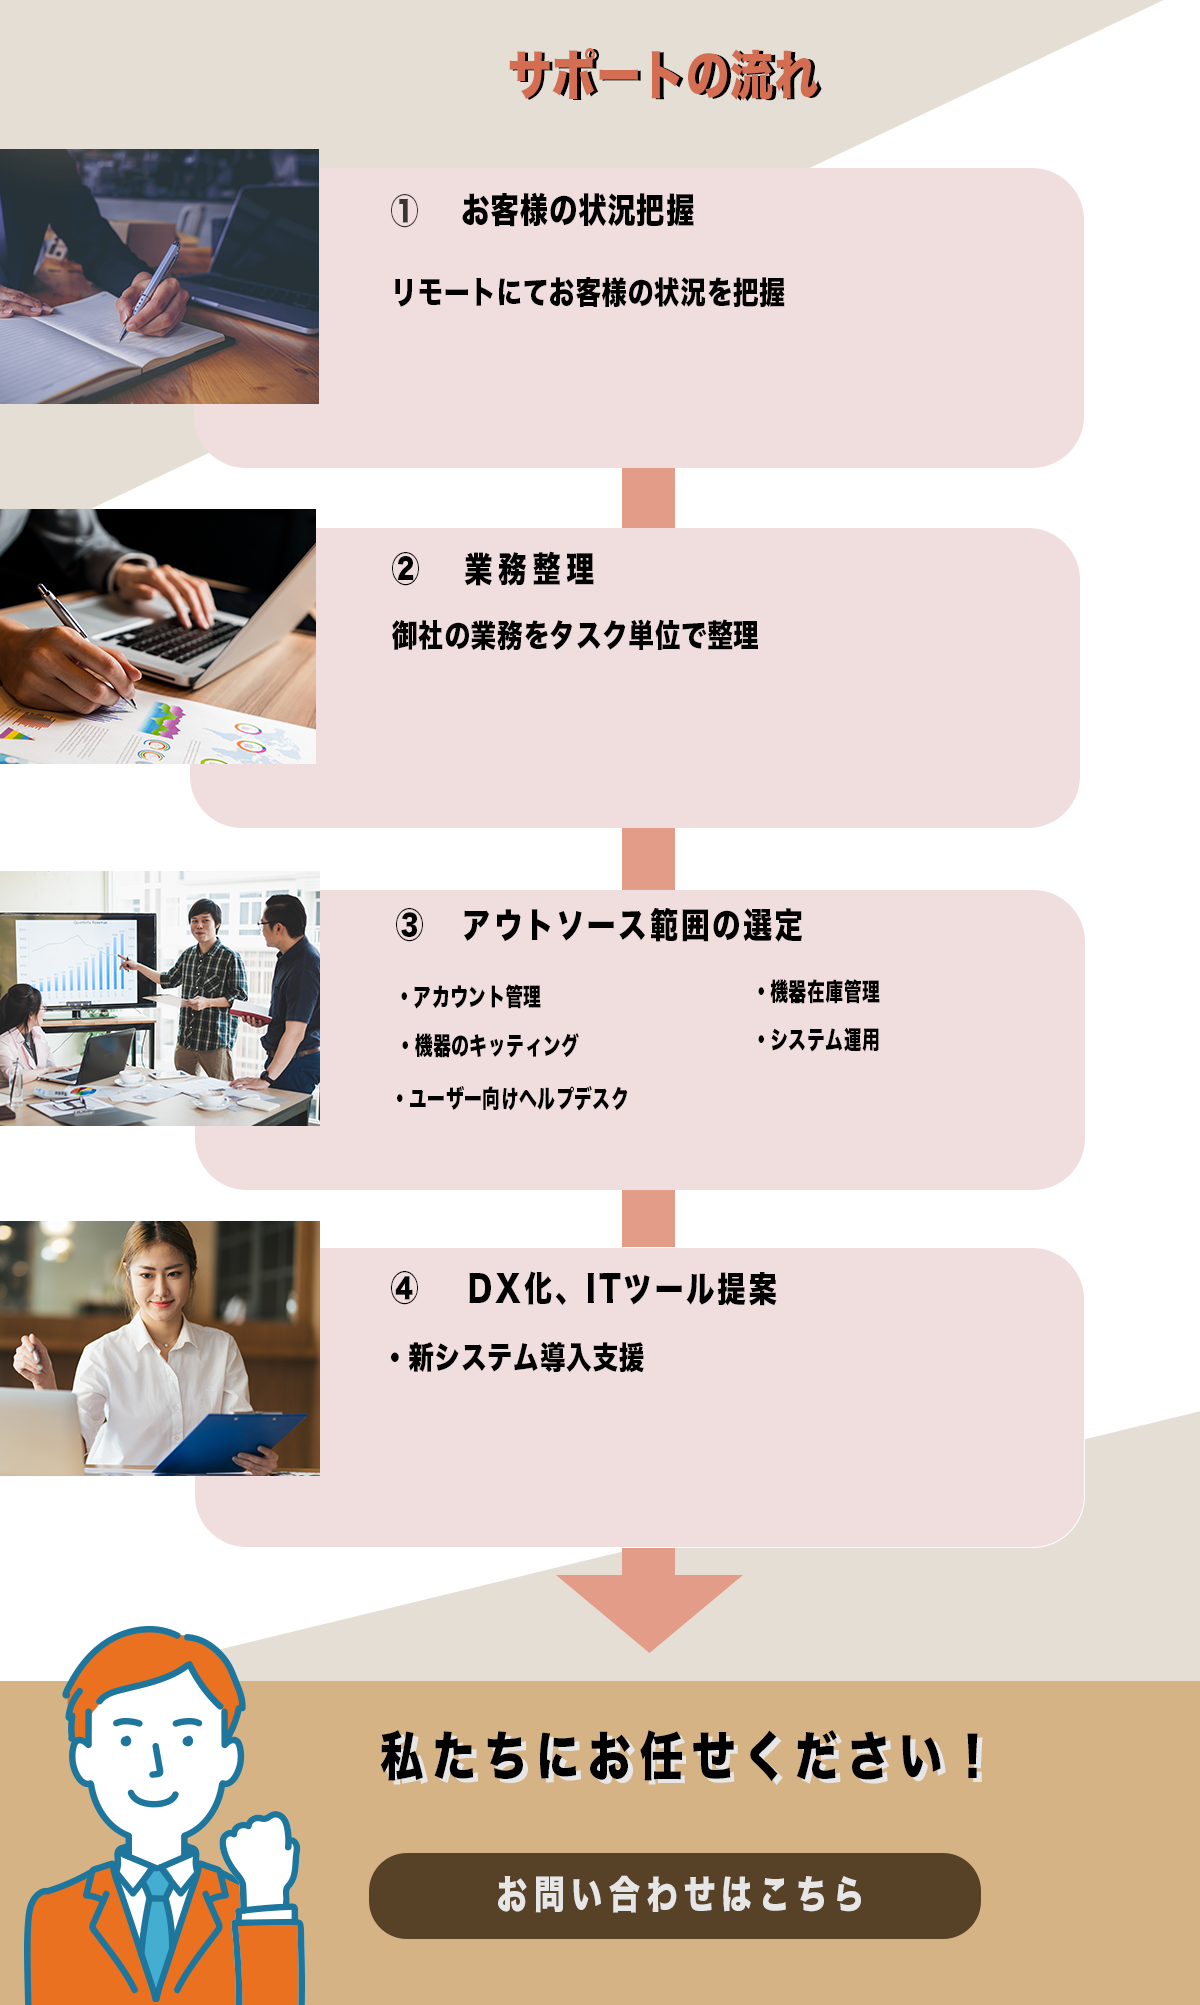 サポートの流れ
① お客様の状況把握
リモートにてお客様の状況を把握
② 業務整理
御社の業務をタスク単位で整理
③ アウトソース範囲の選定
・アカウント管理
・機器のキッティング
・ユーザー向けヘルプデスク
・機器在庫管理
・システム運用
④ DX化、ITツール提案
・新システム導入支援
私たちにお任せください！
お問い合わせはこちら